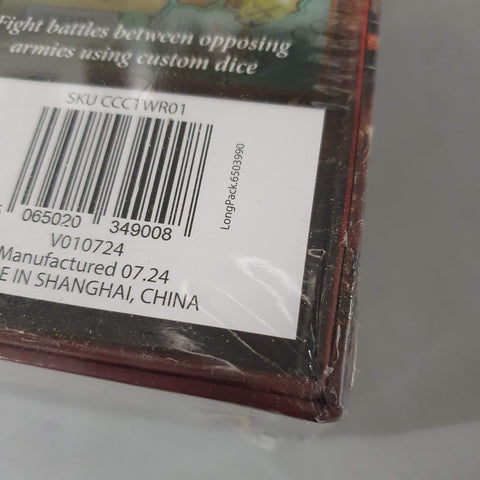 Fight battles between opposing
armies using custom dice
SKU CCC1WR01
065020 349008
LongPack.6503990
V010724
Manufactured 07.24
E IN SHANGHAI, CHINA